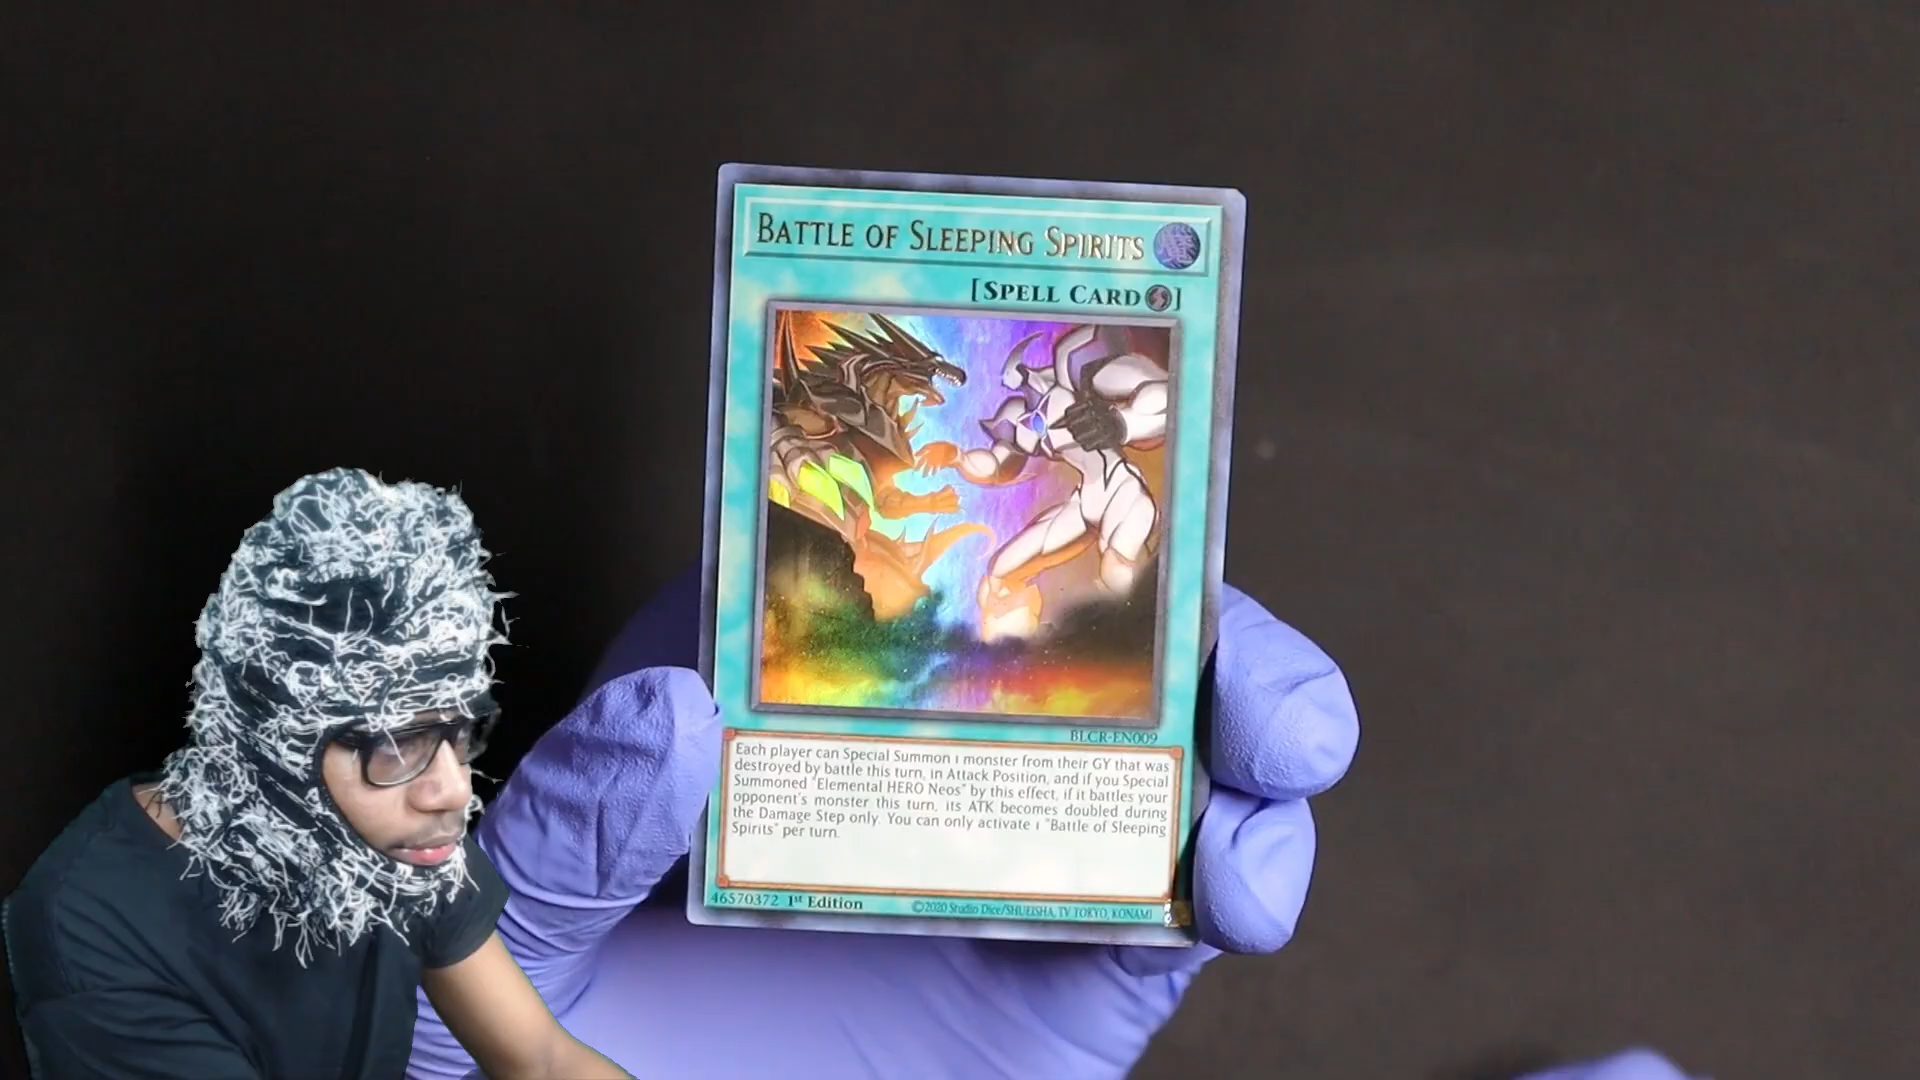 BATTLE OF SLEEPING SPIRITS
[SPELL CARD]
BLCR-EN009
Each player can Special Summon 1 monster from their GY that was
destroyed by battle this turn, in Attack Position, and if you Special
Summoned "Elemental HERO Neos" by this effect, if it battles your
opponent's monster this turn, its ATK becomes doubled during
the Damage Step only. You can only activate 1 "Battle of Sleeping
Spirits" per turn.
46570372 1st Edition
©2020 Studio Dice/SHUEISHA, TV TOKYO, KONAMI